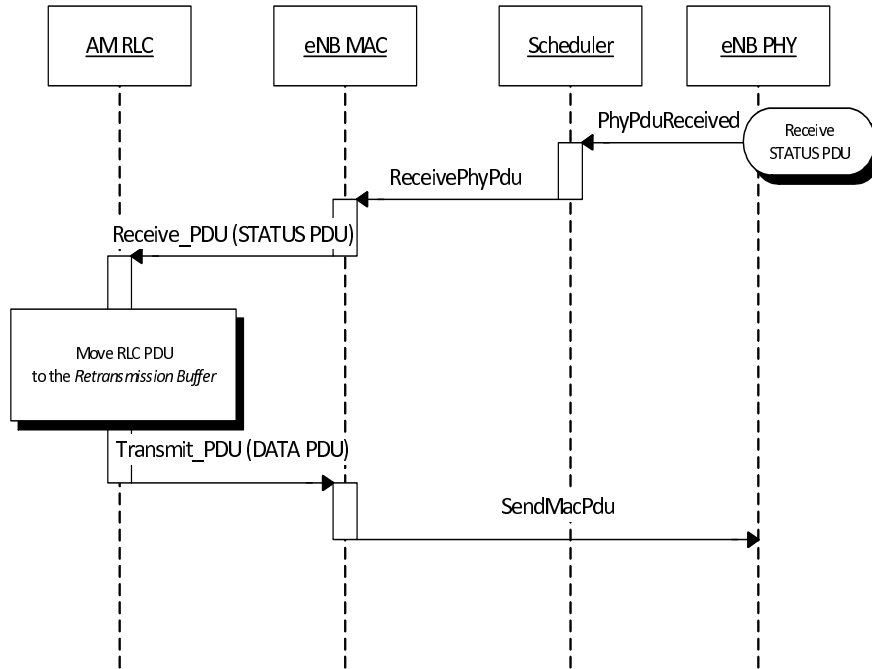 AM RLC
eNB MAC
Scheduler
eNB PHY
PhyPduReceived
Receive
STATUS PDU
ReceivePhyPdu
Receive_PDU (STATUS PDU)
Move RLC PDU
to the Retransmission Buffer
Transmit_PDU (DATA PDU)
SendMacPdu